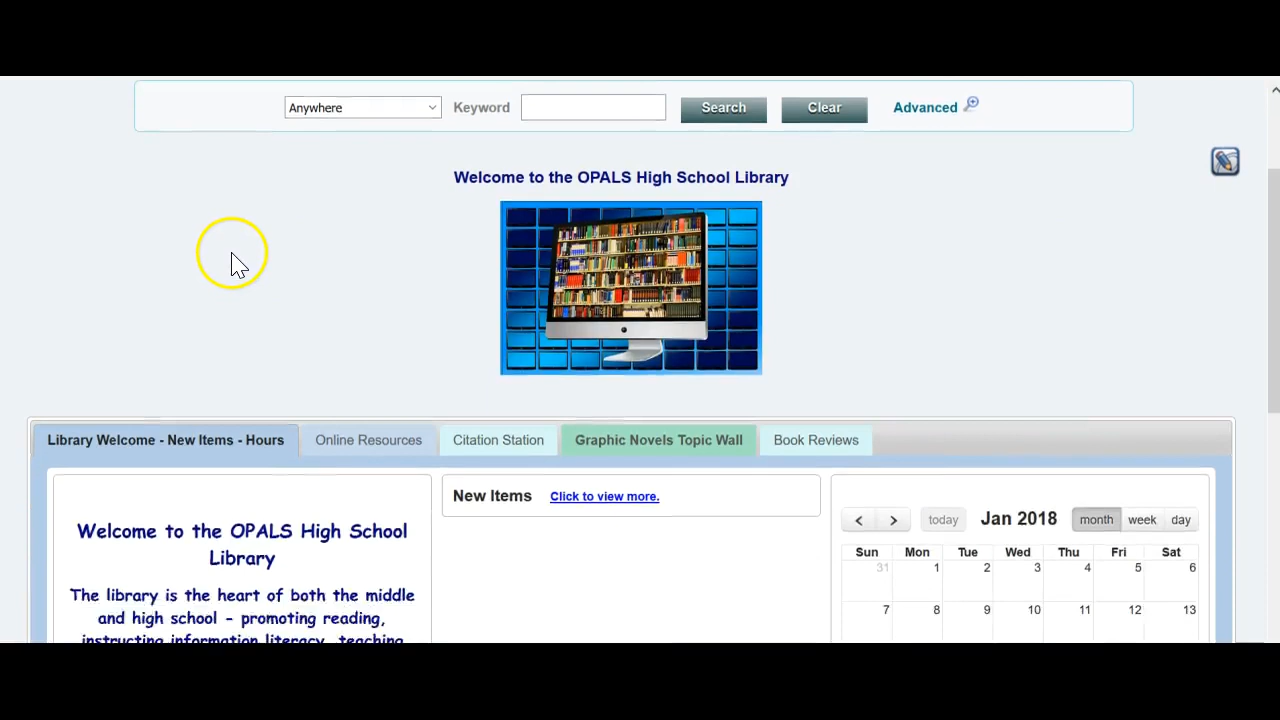 Anywhere Keyword Search Clear Advanced
Welcome to the OPALS High School Library
Library Welcome - New Items - Hours Online Resources Citation Station Graphic Novels Topic Wall Book Reviews
Welcome to the OPALS High School
Library
The library is the heart of both the middle
and high school - promoting reading,
instructing information literacy, teaching
New Items Click to view more.
today Jan 2018 month week day
Sun Mon Tue Wed Thu Fri Sat
31 1 2 3 4 5 6
7 8 9 10 11 12 13